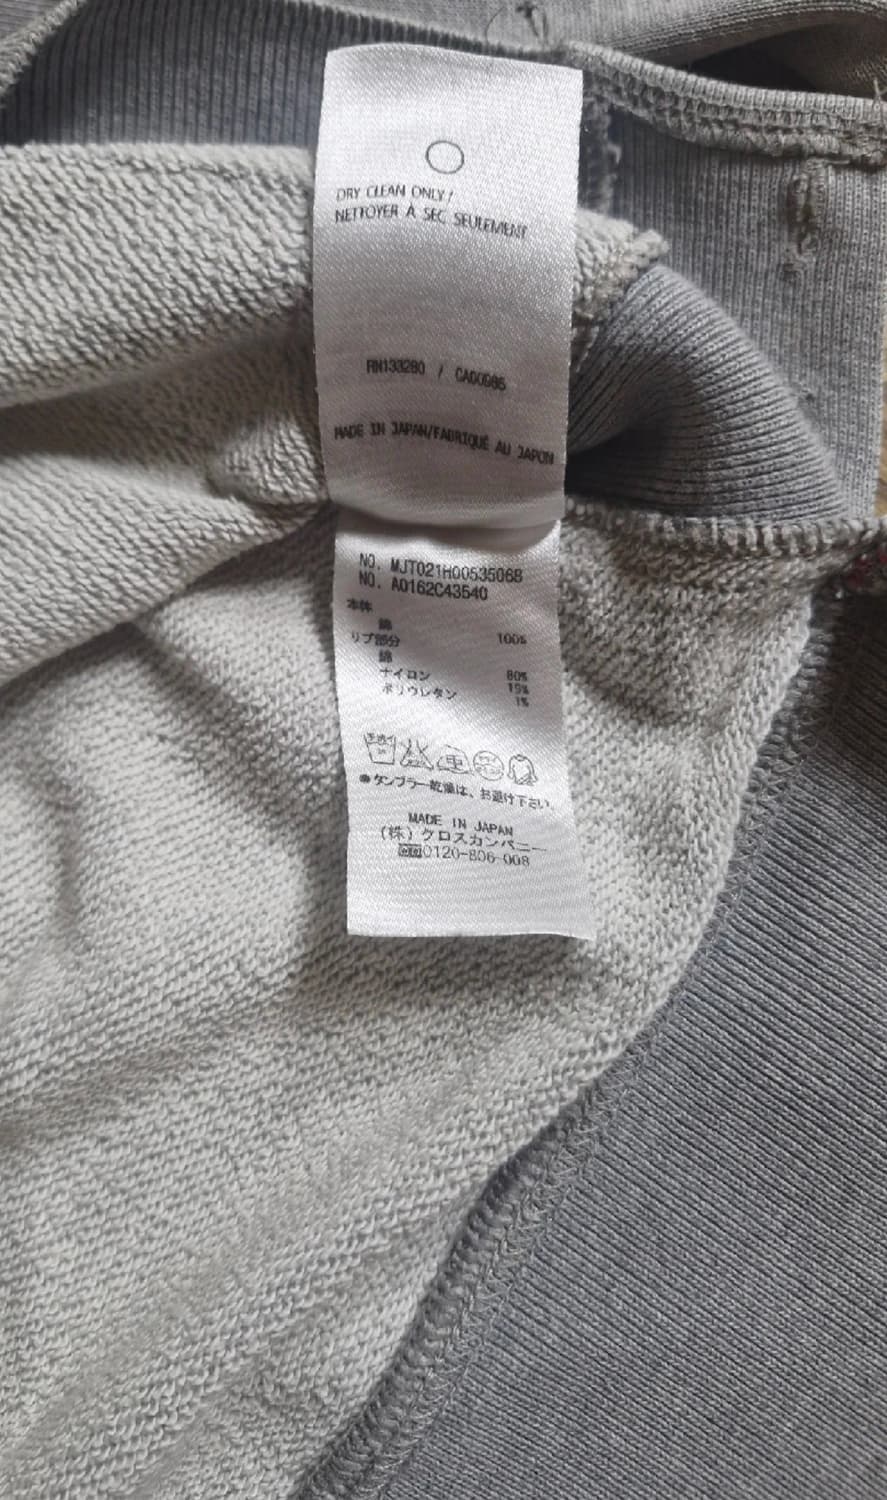 DRY CLEAN ONLY/
NETTOYER À SEC SEULEMENT
RN133280 / CA00985
MADE IN JAPAN/FABRIQUÉ AU JAPON
NO. MJT021H00535068
NO. A0162C43540
本体
綿 100%
リブ部分
綿 80%
ナイロン 19%
ポリウレタン 1%
●タンブラー乾燥は、お避け下さい。
MADE IN JAPAN
(株)クロスカンパニー
0120-806-008